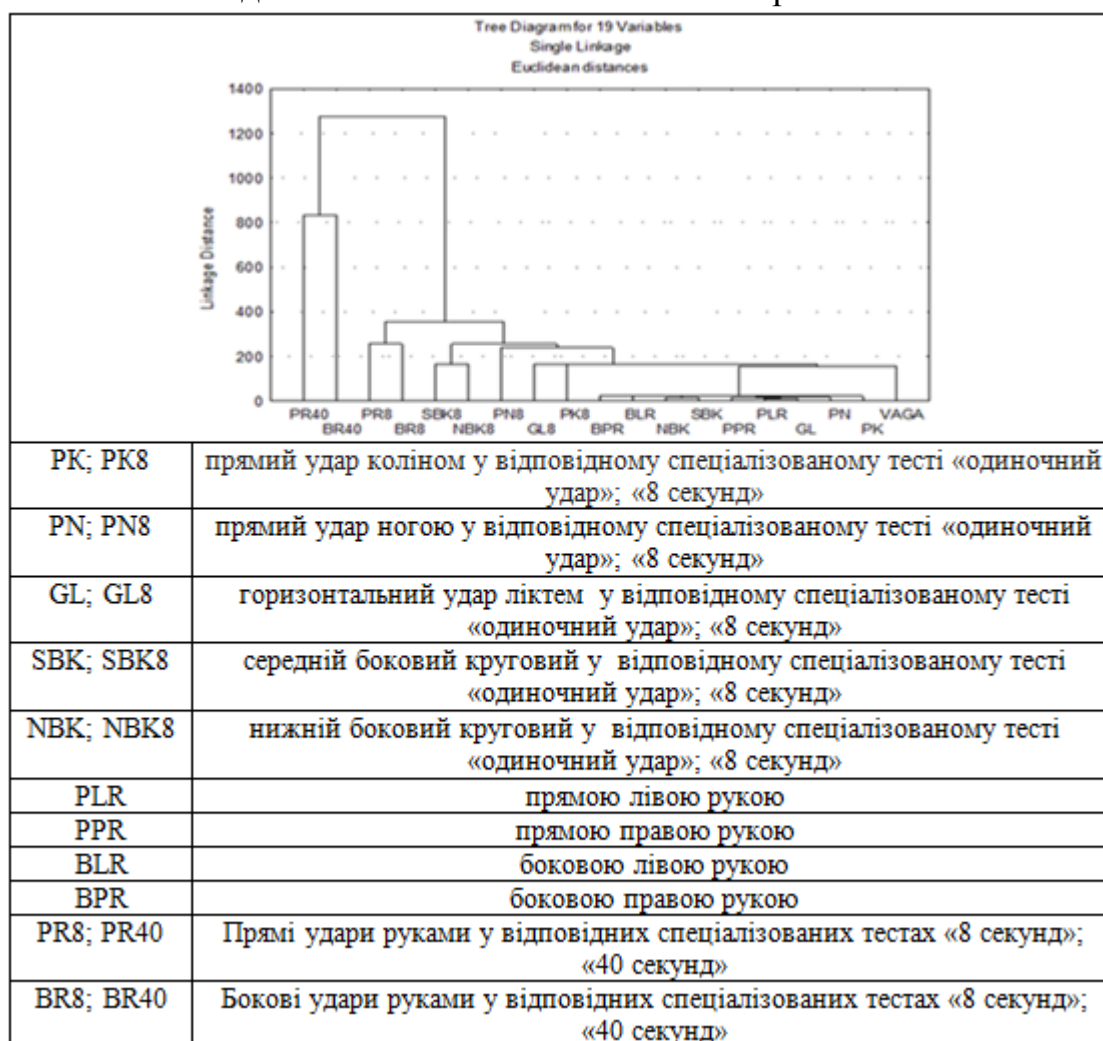 Tree Diagram for 19 Variables
Single Linkage
Euclidean distances
1400
1200
1000
800
600
400
200
0
Linkage Distance
PR40 PR8 SBK8 PN8 PK8 BLR SBK PLR PN VAGA
BR40 BR8 NBK8 GL8 BPR NBK PPR GL PK
PK; PK8 прямий удар коліном у відповідному спеціалізованому тесті «одиночний
удар»; «8 секунд»
PN; PN8 прямий удар ногою у відповідному спеціалізованому тесті «одиночний
удар»; «8 секунд»
GL; GL8 горизонтальний удар ліктем у відповідному спеціалізованому тесті
«одиночний удар»; «8 секунд»
SBK; SBK8 середній боковий круговий у відповідному спеціалізованому тесті
«одиночний удар»; «8 секунд»
NBK; NBK8 нижній боковий круговий у відповідному спеціалізованому тесті
«одиночний удар»; «8 секунд»
PLR прямою лівою рукою
PPR прямою правою рукою
BLR боковою лівою рукою
BPR боковою правою рукою
PR8; PR40 Прямі удари руками у відповідних спеціалізованих тестах «8 секунд»;
«40 секунд»
BR8; BR40 Бокові удари руками у відповідних спеціалізованих тестах «8 секунд»;
«40 секунд»